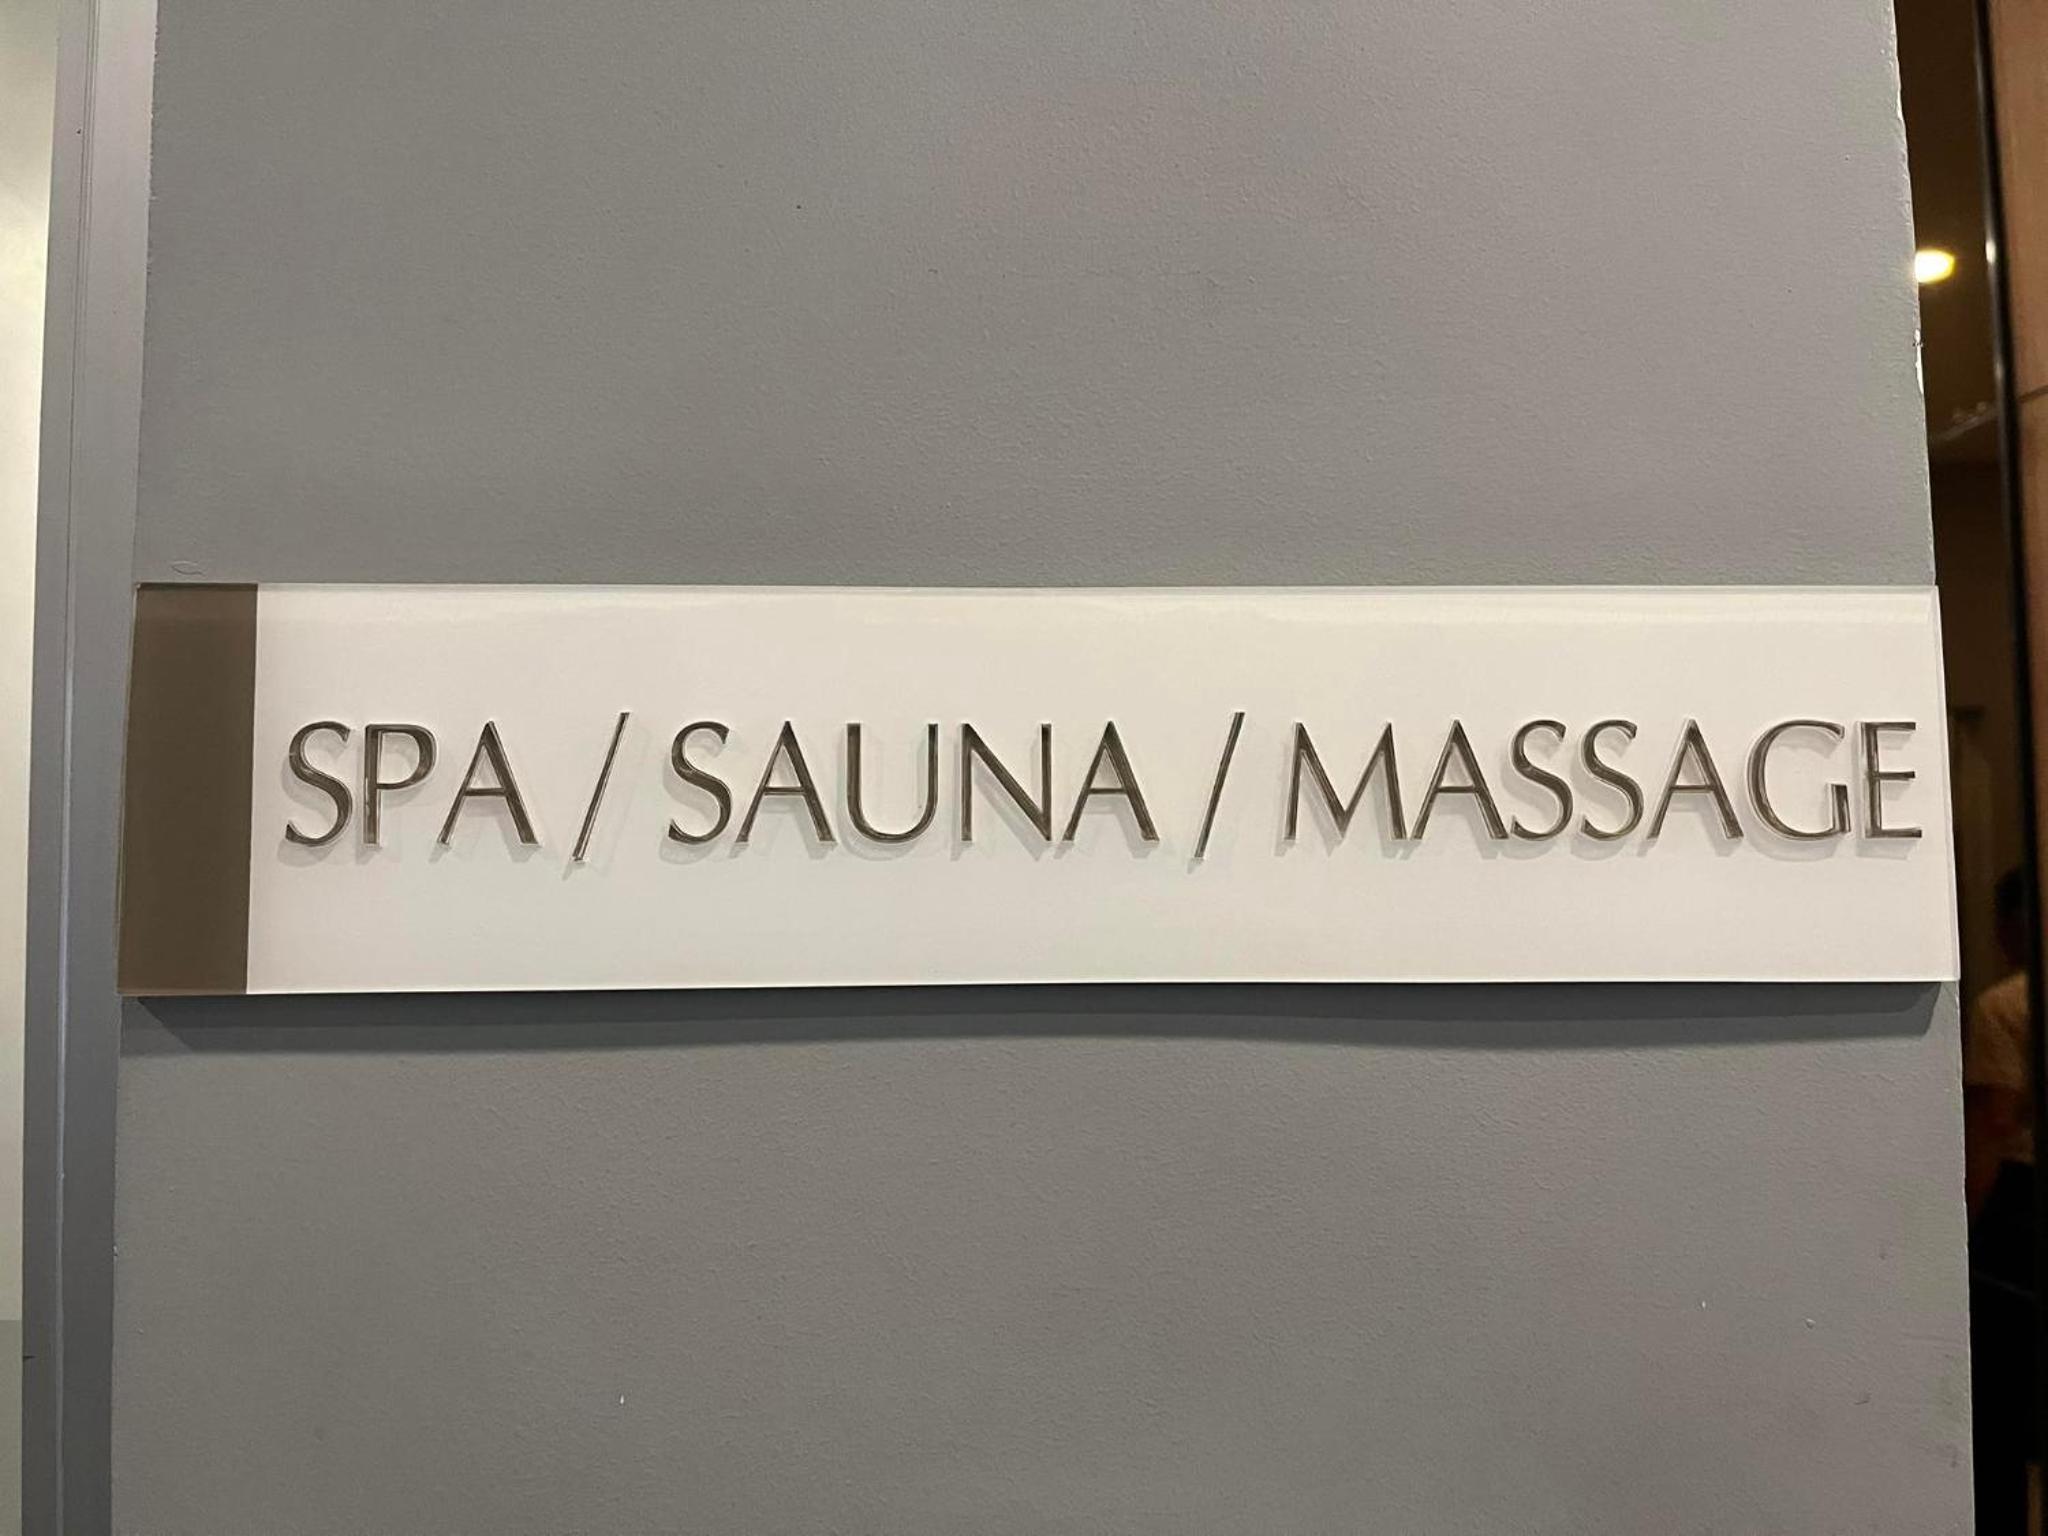 SPA / SAUNA / MASSAGE